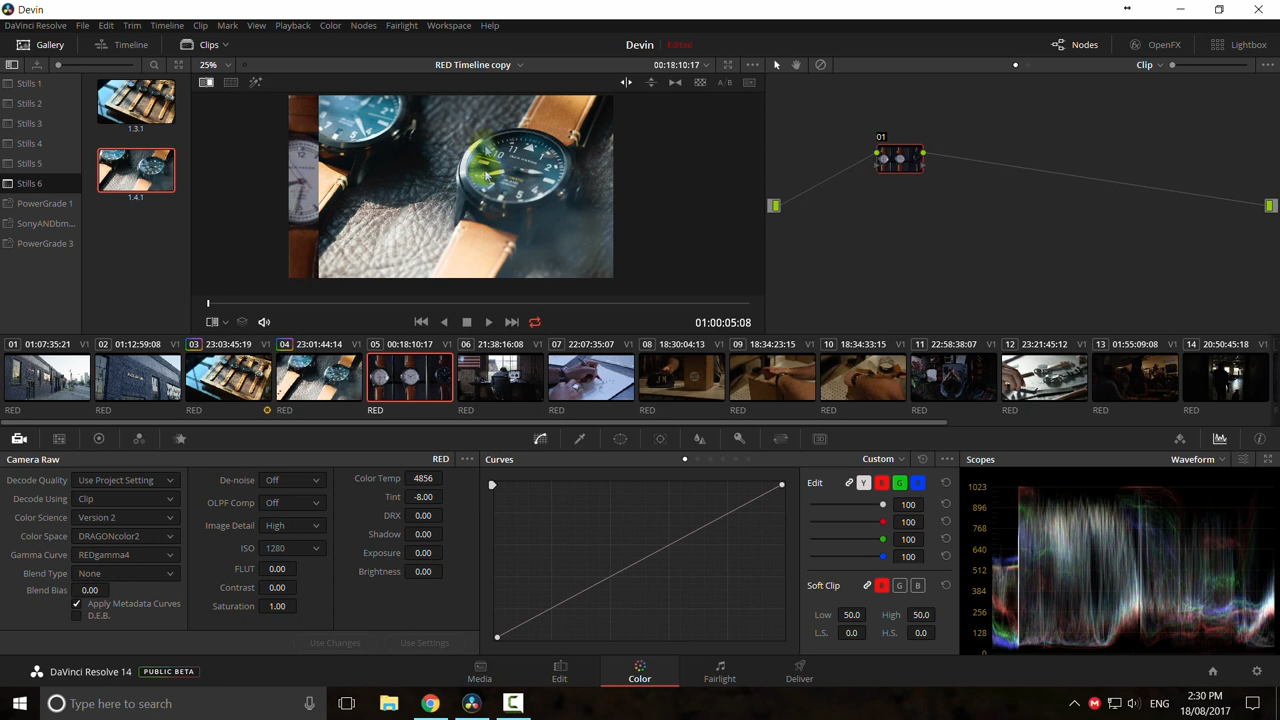 Devin
DaVinci Resolve File Edit Trim Timeline Clip Mark View Playback Color Nodes Fairlight Workspace Help
Gallery Timeline Clips Devin Edited Nodes OpenFX Lightbox
25% RED Timeline copy 00:18:10:17 Clip
A/B
Stills 1
Stills 2
Stills 3
Stills 4
Stills 5
Stills 6
PowerGrade 1
SonyANDbm...
PowerGrade 3
1.3.1
1.4.1
01
01:00:05:08
01 01:07:35:21 V1 02 01:12:59:08 V1 03 23:03:45:19 V1 04 23:01:44:14 V1 05 00:18:10:17 V1 06 21:38:16:08 V1 07 22:07:35:07 V1 08 18:30:04:13 V1 09 18:34:23:15 V1 10 18:34:33:15 V1 11 22:58:38:07 V1 12 23:21:45:12 V1 13 01:55:09:08 V1 14 20:50:45:18 V1
RED RED RED RED RED RED RED RED RED RED RED RED RED RED
3D
Camera Raw RED Curves Custom Scopes Waveform
Decode Quality Use Project Setting
Decode Using Clip
Color Science Version 2
Color Space DRAGONcolor2
Gamma Curve REDgamma4
Blend Type None
Blend Bias 0.00
Apply Metadata Curves
D.E.B.
De-noise Off
OLPF Comp Off
Image Detail High
ISO 1280
FLUT 0.00
Contrast 0.00
Saturation 1.00
Color Temp 4856
Tint -8.00
DRX 0.00
Shadow 0.00
Exposure 0.00
Brightness 0.00
Use Changes Use Settings
Edit Y R G B
100
100
100
100
Soft Clip R G B
Low 50.0 High 50.0
L.S. 0.0 H.S. 0.0
1023
896
768
640
512
384
256
128
0
DaVinci Resolve 14 PUBLIC BETA
Media Edit Color Fairlight Deliver
Type here to search
ENG
2:30 PM
18/08/2017